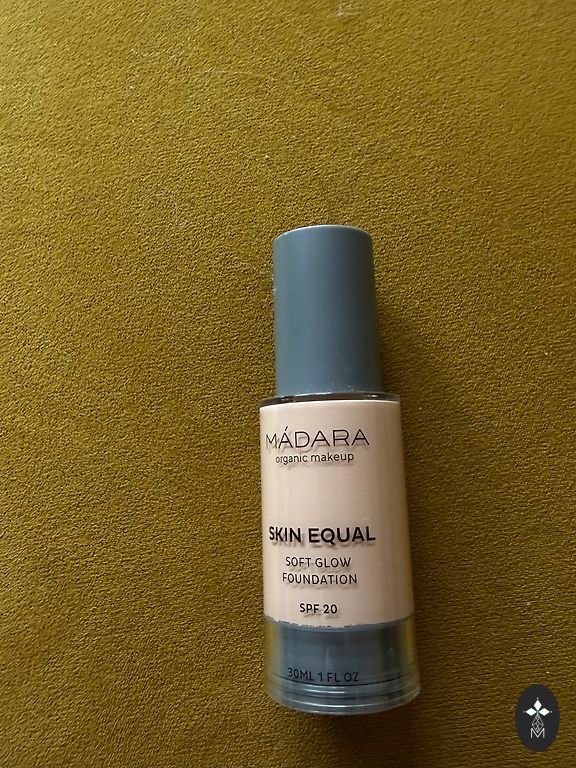 MÁDARA
organic makeup
SKIN EQUAL
SOFT GLOW
FOUNDATION
SPF 20
30ML 1 FL OZ
M